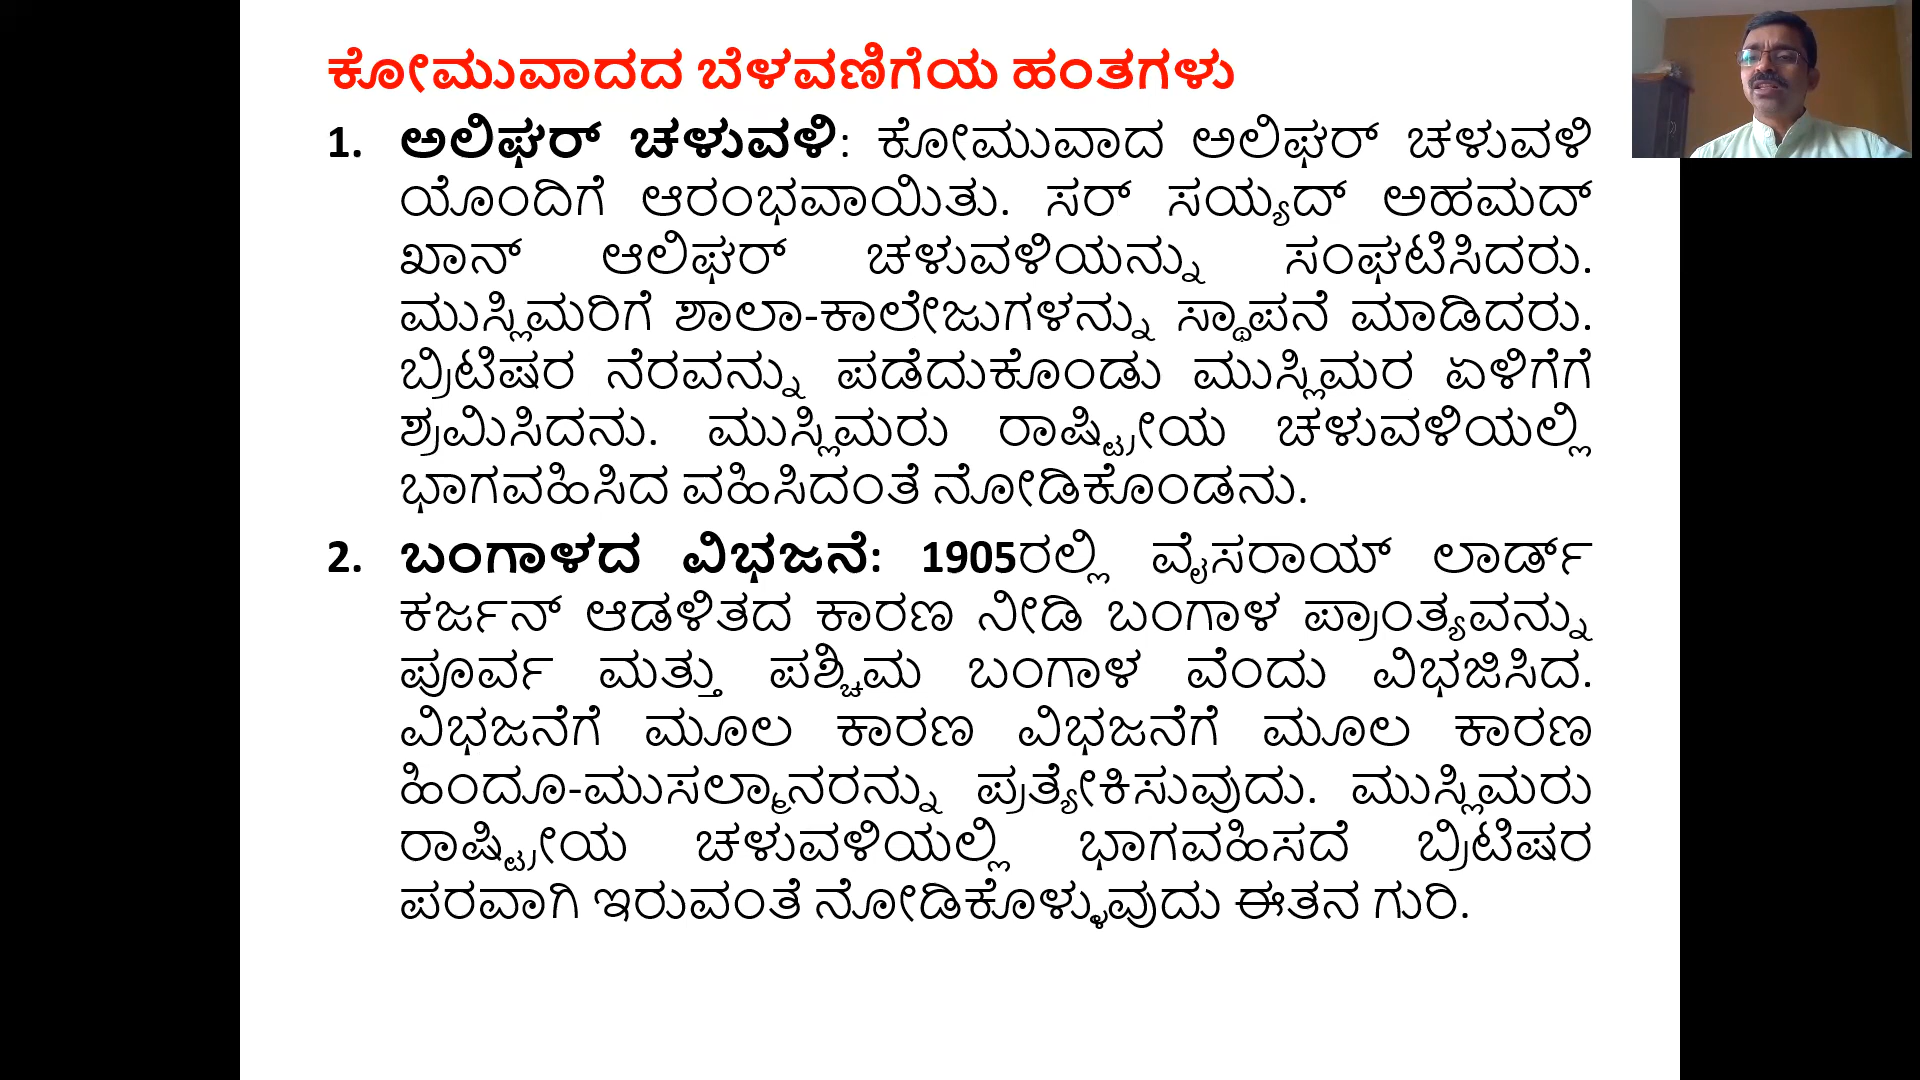 ಕೋಮುವಾದದ ಬೆಳವಣಿಗೆಯ ಹಂತಗಳು
1. ಅಲಿಘರ್ ಚಳುವಳಿ: ಕೋಮುವಾದ ಅಲಿಘರ್ ಚಳುವಳಿ
ಯೊಂದಿಗೆ ಆರಂಭವಾಯಿತು. ಸರ್ ಸಯ್ಯದ್ ಅಹಮದ್
ಖಾನ್ ಆಲಿಘರ್ ಚಳುವಳಿಯನ್ನು ಸಂಘಟಿಸಿದರು.
ಮುಸ್ಲಿಮರಿಗೆ ಶಾಲಾ-ಕಾಲೇಜುಗಳನ್ನು ಸ್ಥಾಪನೆ ಮಾಡಿದರು.
ಬ್ರಿಟಿಷರ ನೆರವನ್ನು ಪಡೆದುಕೊಂಡು ಮುಸ್ಲಿಮರ ಏಳಿಗೆಗೆ
ಶ್ರಮಿಸಿದನು. ಮುಸ್ಲಿಮರು ರಾಷ್ಟ್ರೀಯ ಚಳುವಳಿಯಲ್ಲಿ
ಭಾಗವಹಿಸಿದ ವಹಿಸಿದಂತೆ ನೋಡಿಕೊಂಡನು.
2. ಬಂಗಾಳದ ವಿಭಜನೆ: 1905ರಲ್ಲಿ ವೈಸರಾಯ್ ಲಾರ್ಡ್
ಕರ್ಜನ್ ಆಡಳಿತದ ಕಾರಣ ನೀಡಿ ಬಂಗಾಳ ಪ್ರಾಂತ್ಯವನ್ನು
ಪೂರ್ವ ಮತ್ತು ಪಶ್ಚಿಮ ಬಂಗಾಳ ವೆಂದು ವಿಭಜಿಸಿದ.
ವಿಭಜನೆಗೆ ಮೂಲ ಕಾರಣ ವಿಭಜನೆಗೆ ಮೂಲ ಕಾರಣ
ಹಿಂದೂ-ಮುಸಲ್ಮಾನರನ್ನು ಪ್ರತ್ಯೇಕಿಸುವುದು. ಮುಸ್ಲಿಮರು
ರಾಷ್ಟ್ರೀಯ ಚಳುವಳಿಯಲ್ಲಿ ಭಾಗವಹಿಸದೆ ಬ್ರಿಟಿಷರ
ಪರವಾಗಿ ಇರುವಂತೆ ನೋಡಿಕೊಳ್ಳುವುದು ಈತನ ಗುರಿ.